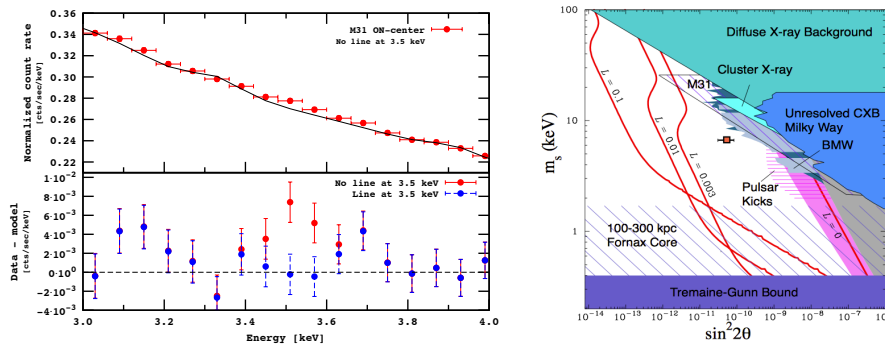 M31 ON-center
No line at 3.5 keV
Normalized count rate
[cts/sec/keV]
0.36
0.34
0.32
0.30
0.28
0.26
0.24
0.22
No line at 3.5 keV
Line at 3.5 keV
Data - model
[cts/sec/keV]
1·10⁻²
8·10⁻³
6·10⁻³
4·10⁻³
2·10⁻³
0·10⁰
-2·10⁻³
-4·10⁻³
3.0 3.2 3.4 3.6 3.8 4.0
Energy [keV]
m_s (keV)
100
10
1
Diffuse X-ray Background
Cluster X-ray
M31
Unresolved CXB
Milky Way
BMW
Pulsar
Kicks
L = 0.1
L = 0.01
L = 0.003
L = 0
100-300 kpc
Fornax Core
Tremaine-Gunn Bound
10⁻¹⁴ 10⁻¹³ 10⁻¹² 10⁻¹¹ 10⁻¹⁰ 10⁻⁹ 10⁻⁸ 10⁻⁷
sin²2θ